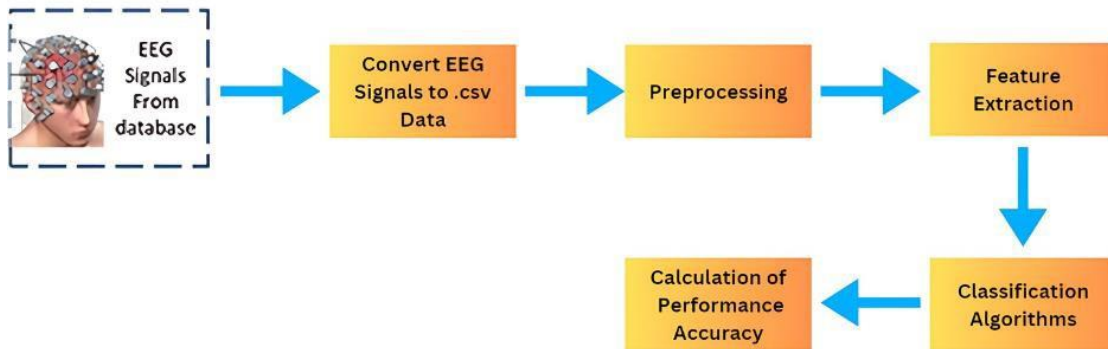 EEG
Signals
From
database
Convert EEG
Signals to .csv
Data
Preprocessing
Feature
Extraction
Classification
Algorithms
Calculation of
Performance
Accuracy